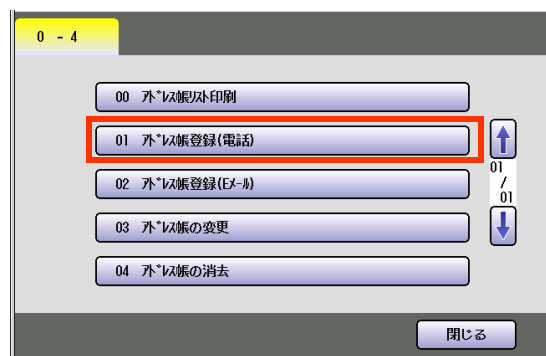 0 - 4
00 ｱﾄﾞﾚｽ帳ﾘｽﾄ印刷
01 ｱﾄﾞﾚｽ帳登録(電話)
02 ｱﾄﾞﾚｽ帳登録(Eﾒｰﾙ)
03 ｱﾄﾞﾚｽ帳の変更
04 ｱﾄﾞﾚｽ帳の消去
01
/
01
閉じる